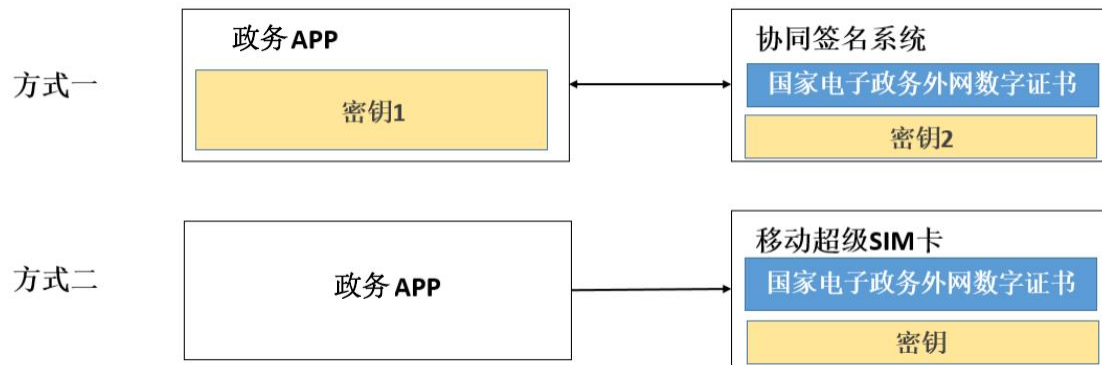 政务APP
协同签名系统
方式一
国家电子政务外网数字证书
密钥1
密钥2
移动超级SIM卡
方式二
政务APP
国家电子政务外网数字证书
密钥